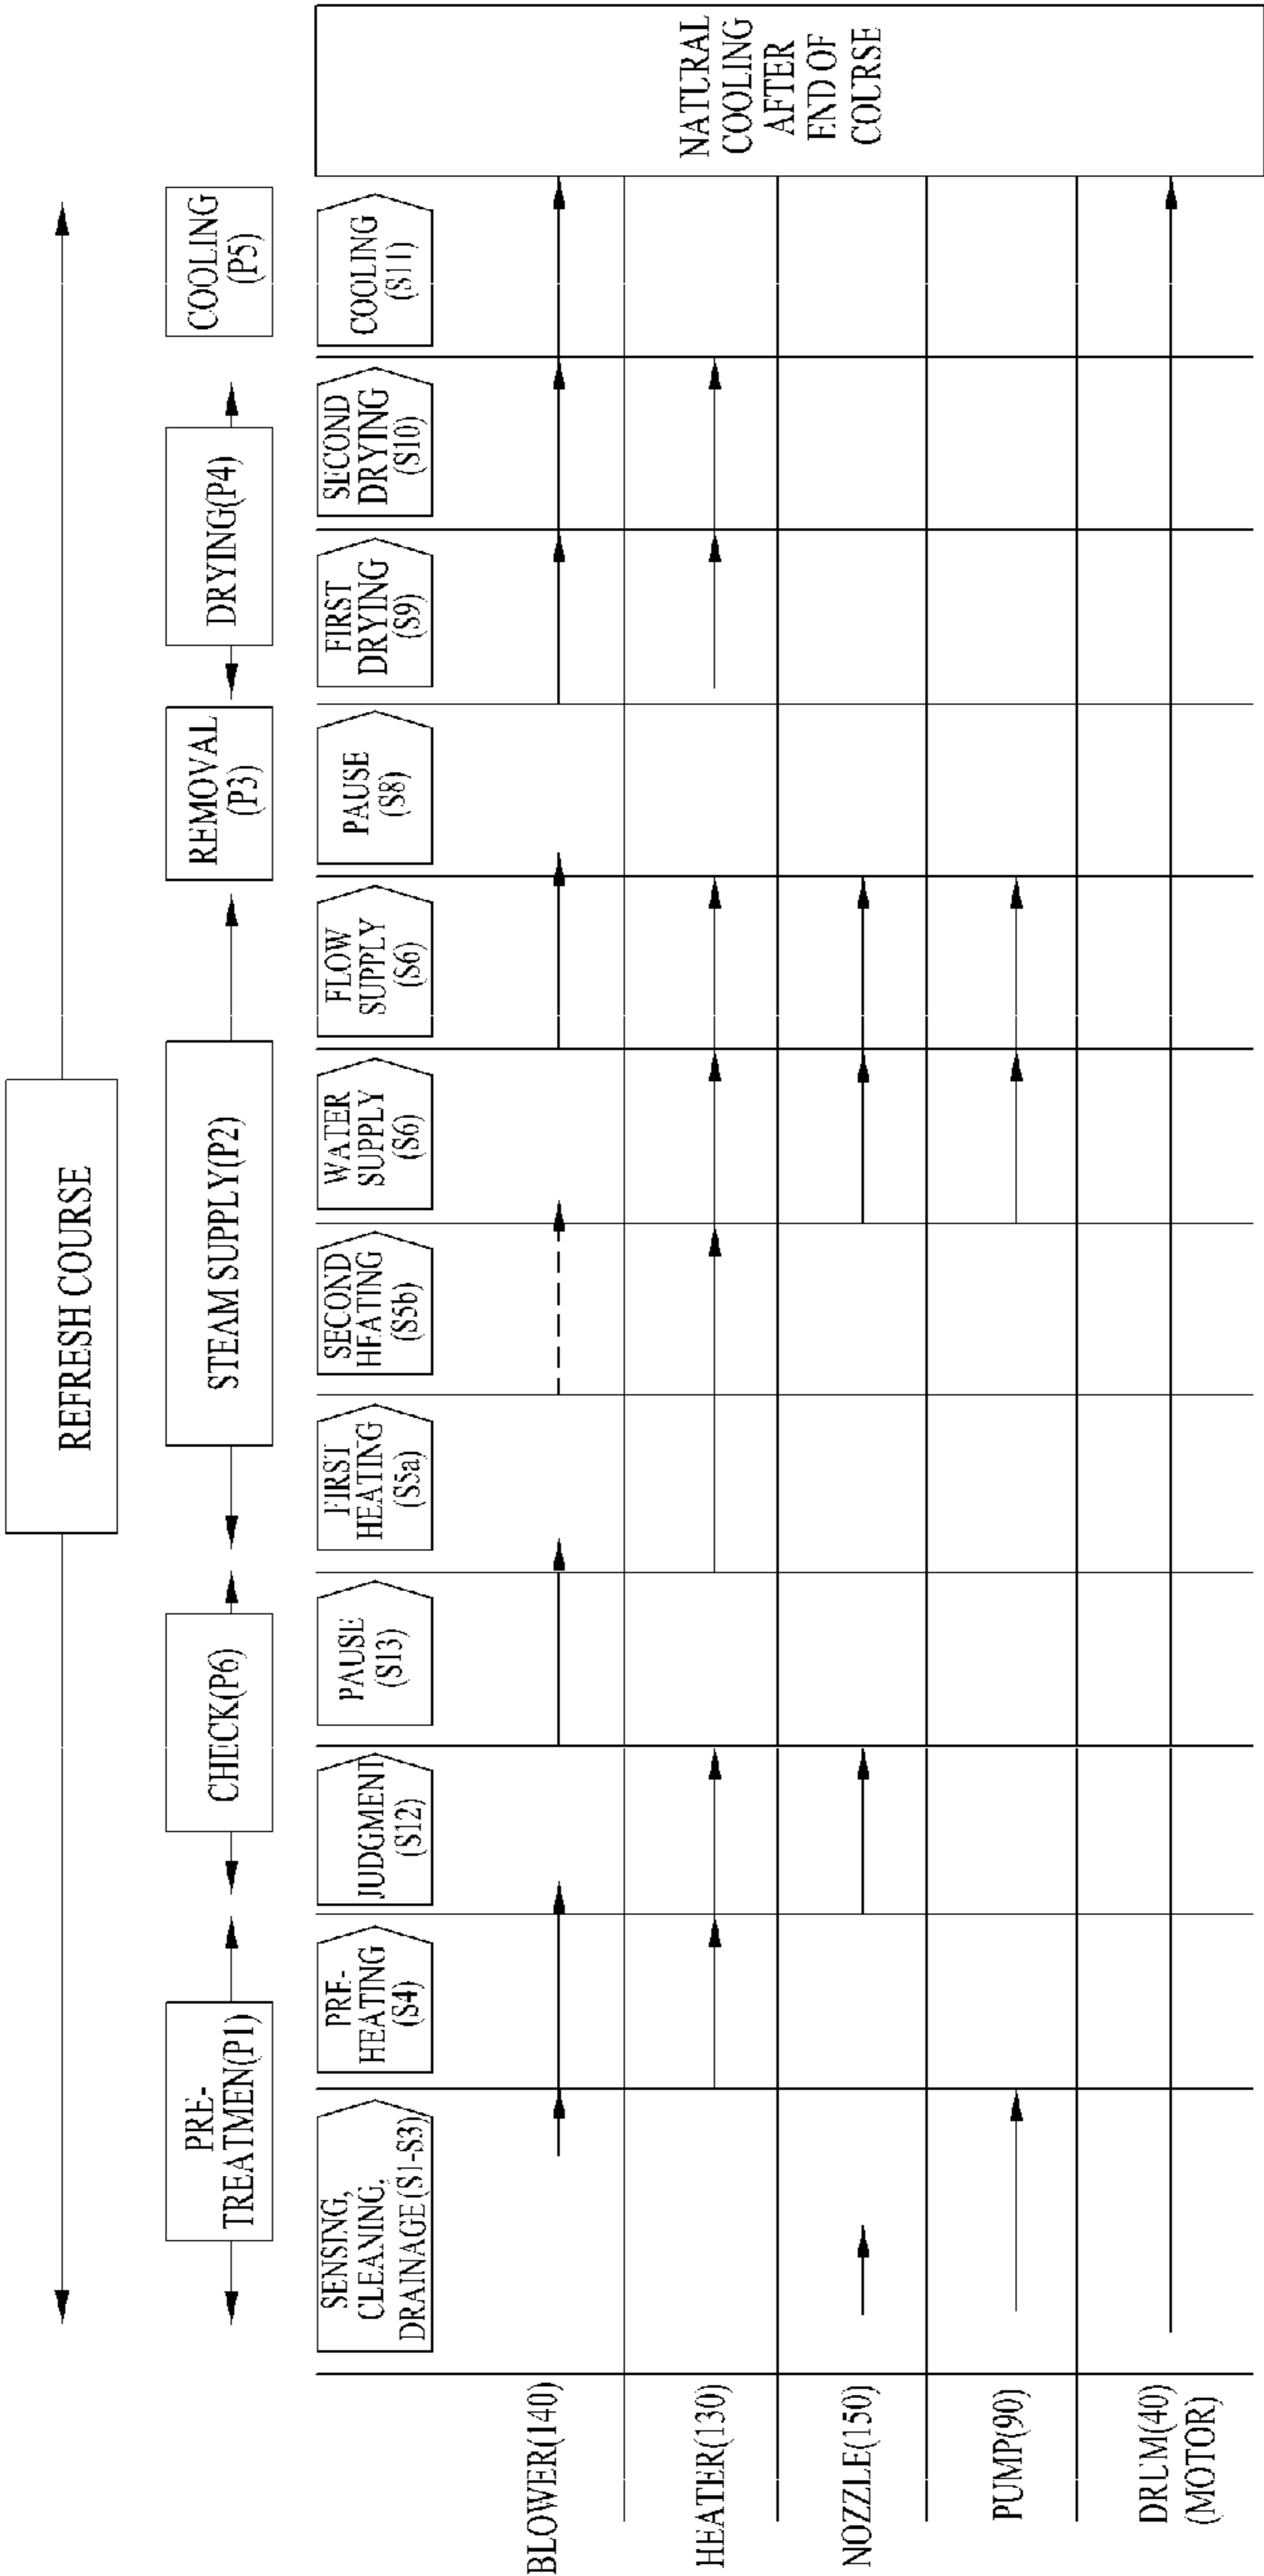 REFRESH COURSE
PRE-
TREATMEN(P1)
CHECK(P6)
STEAM SUPPLY(P2)
REMOVAL
(P3)
DRYING(P4)
COOLING
(P5)
SENSING,
CLEANING,
DRAINAGE(S1-S3)
PRE-
HEATING
(S4)
JUDGMENT
(S12)
PAUSE
(S13)
FIRST
HEATING
(S5a)
SECOND
HEATING
(S5b)
WATER
SUPPLY
(S6)
FLOW
SUPPLY
(S6)
PAUSE
(S8)
FIRST
DRYING
(S9)
SECOND
DRYING
(S10)
COOLING
(S11)
BLOWER(140)
HEATER(130)
NOZZLE(150)
PUMP(90)
DRUM(40)
(MOTOR)
NATURAL
COOLING
AFTER
END OF
COURSE